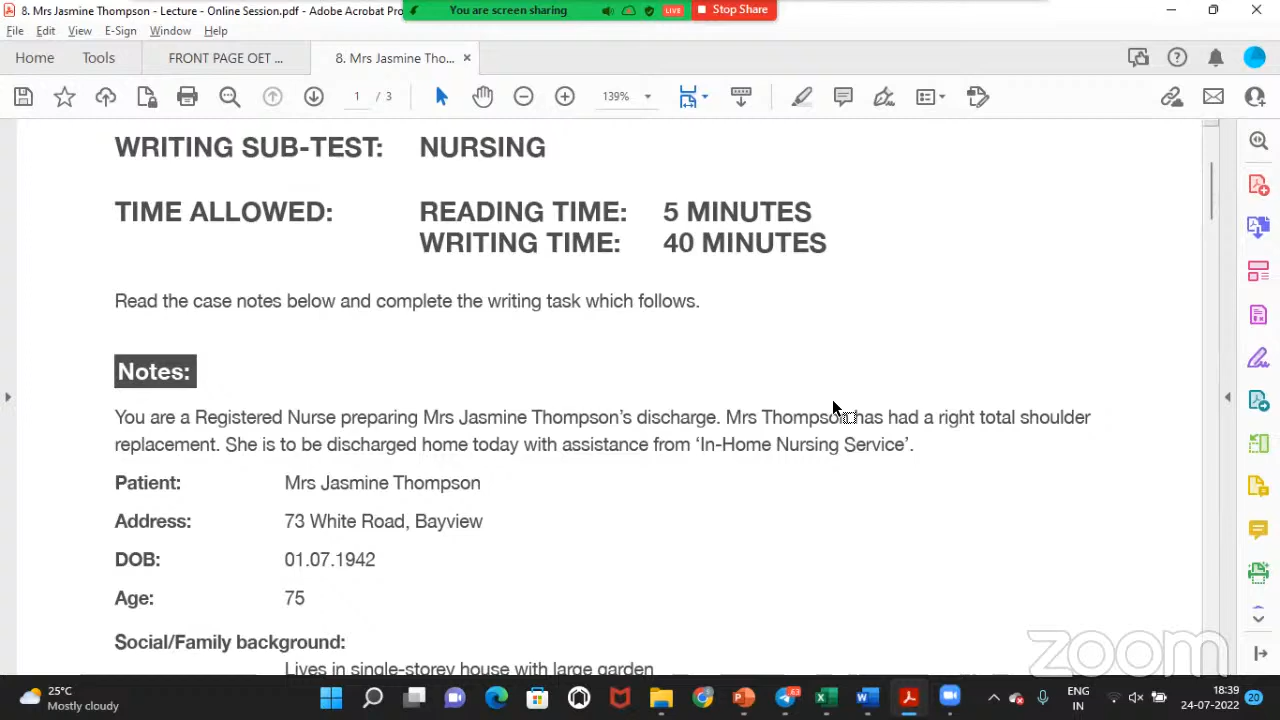 8. Mrs Jasmine Thompson - Lecture - Online Session.pdf - Adobe Acrobat Pro
You are screen sharing
LIVE
Stop Share
File Edit View E-Sign Window Help
Home Tools FRONT PAGE OET ... 8. Mrs Jasmine Tho... ×
1 / 3 139%
WRITING SUB-TEST: NURSING
TIME ALLOWED: READING TIME: 5 MINUTES
WRITING TIME: 40 MINUTES
Read the case notes below and complete the writing task which follows.
Notes:
You are a Registered Nurse preparing Mrs Jasmine Thompson's discharge. Mrs Thompson has had a right total shoulder
replacement. She is to be discharged home today with assistance from 'In-Home Nursing Service'.
Patient: Mrs Jasmine Thompson
Address: 73 White Road, Bayview
DOB: 01.07.1942
Age: 75
Social/Family background:
Lives in single-storey house with large garden
zoom
25°C
Mostly cloudy
63
ENG
IN
18:39
24-07-2022
20